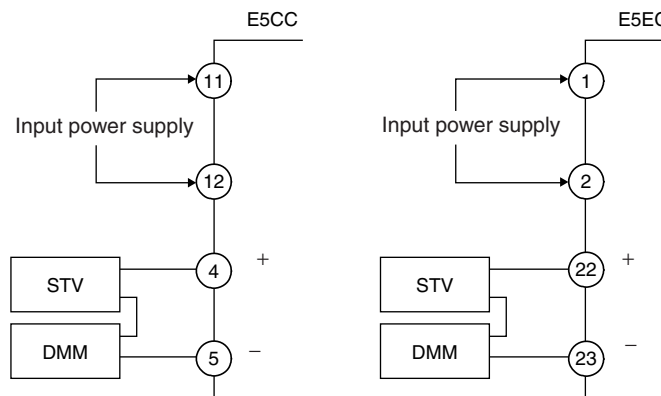 E5CC
11
Input power supply
12
STV
4
+
DMM
5
−
E5EC
1
Input power supply
2
STV
22
+
DMM
23
−